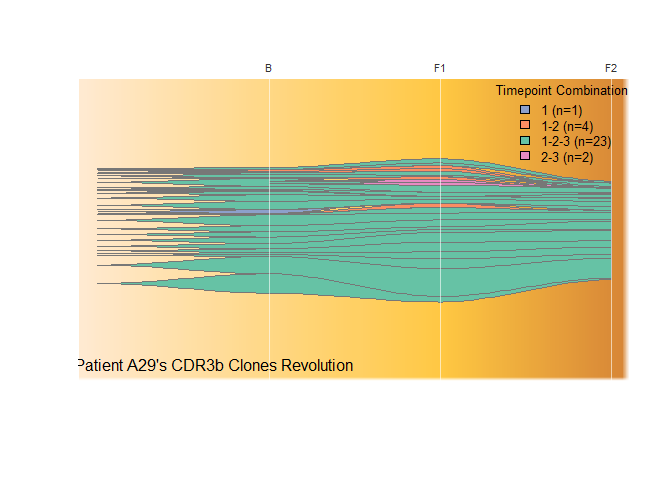 B F1 F2
Timepoint Combination
1 (n=1)
1-2 (n=4)
1-2-3 (n=23)
2-3 (n=2)
Patient A29's CDR3b Clones Revolution